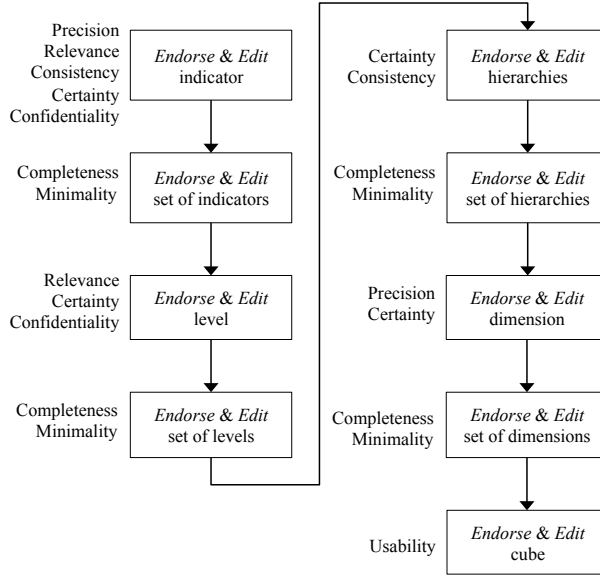 Precision
Relevance
Consistency
Certainty
Confidentiality
Endorse & Edit
indicator
Completeness
Minimality
Endorse & Edit
set of indicators
Relevance
Certainty
Confidentiality
Endorse & Edit
level
Completeness
Minimality
Endorse & Edit
set of levels
Certainty
Consistency
Endorse & Edit
hierarchies
Completeness
Minimality
Endorse & Edit
set of hierarchies
Precision
Certainty
Endorse & Edit
dimension
Completeness
Minimality
Endorse & Edit
set of dimensions
Usability
Endorse & Edit
cube